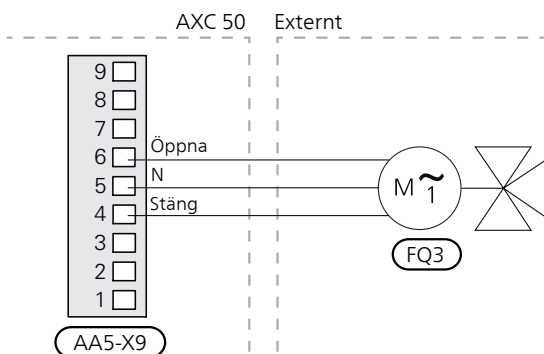 AXC 50 Externt
9
8
7
6 Öppna
5 N
4 Stäng
3
2
1
M ~ 1
FQ3
AA5-X9